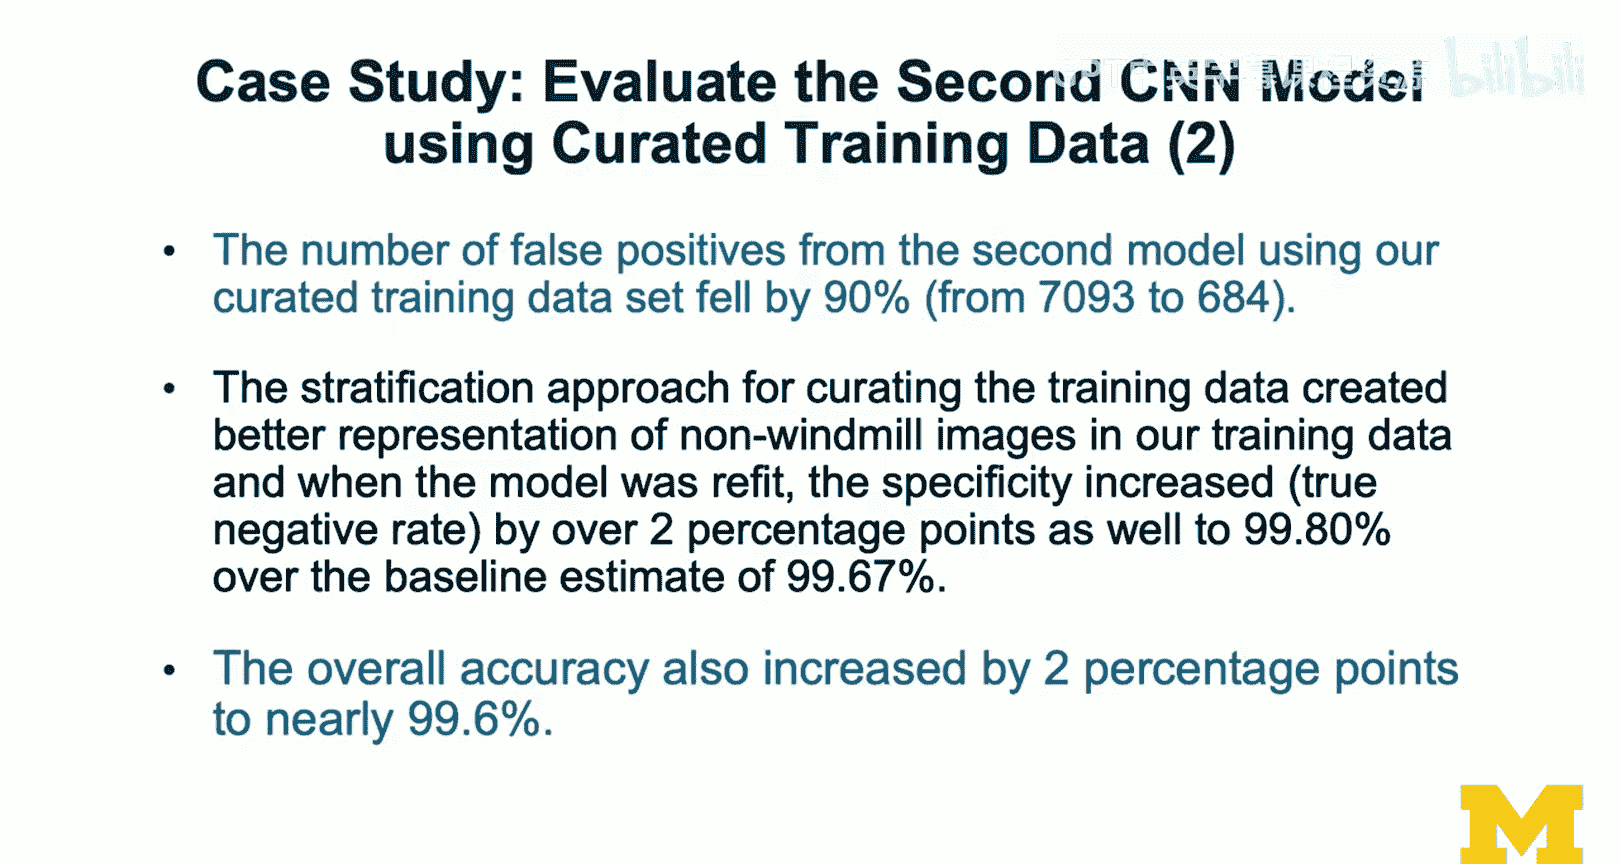 Case Study: Evaluate the Second CNN Model
using Curated Training Data (2)
bilibili
• The number of false positives from the second model using our
curated training data set fell by 90% (from 7093 to 684).
• The stratification approach for curating the training data created
better representation of non-windmill images in our training data
and when the model was refit, the specificity increased (true
negative rate) by over 2 percentage points as well to 99.80%
over the baseline estimate of 99.67%.
• The overall accuracy also increased by 2 percentage points
to nearly 99.6%.
M